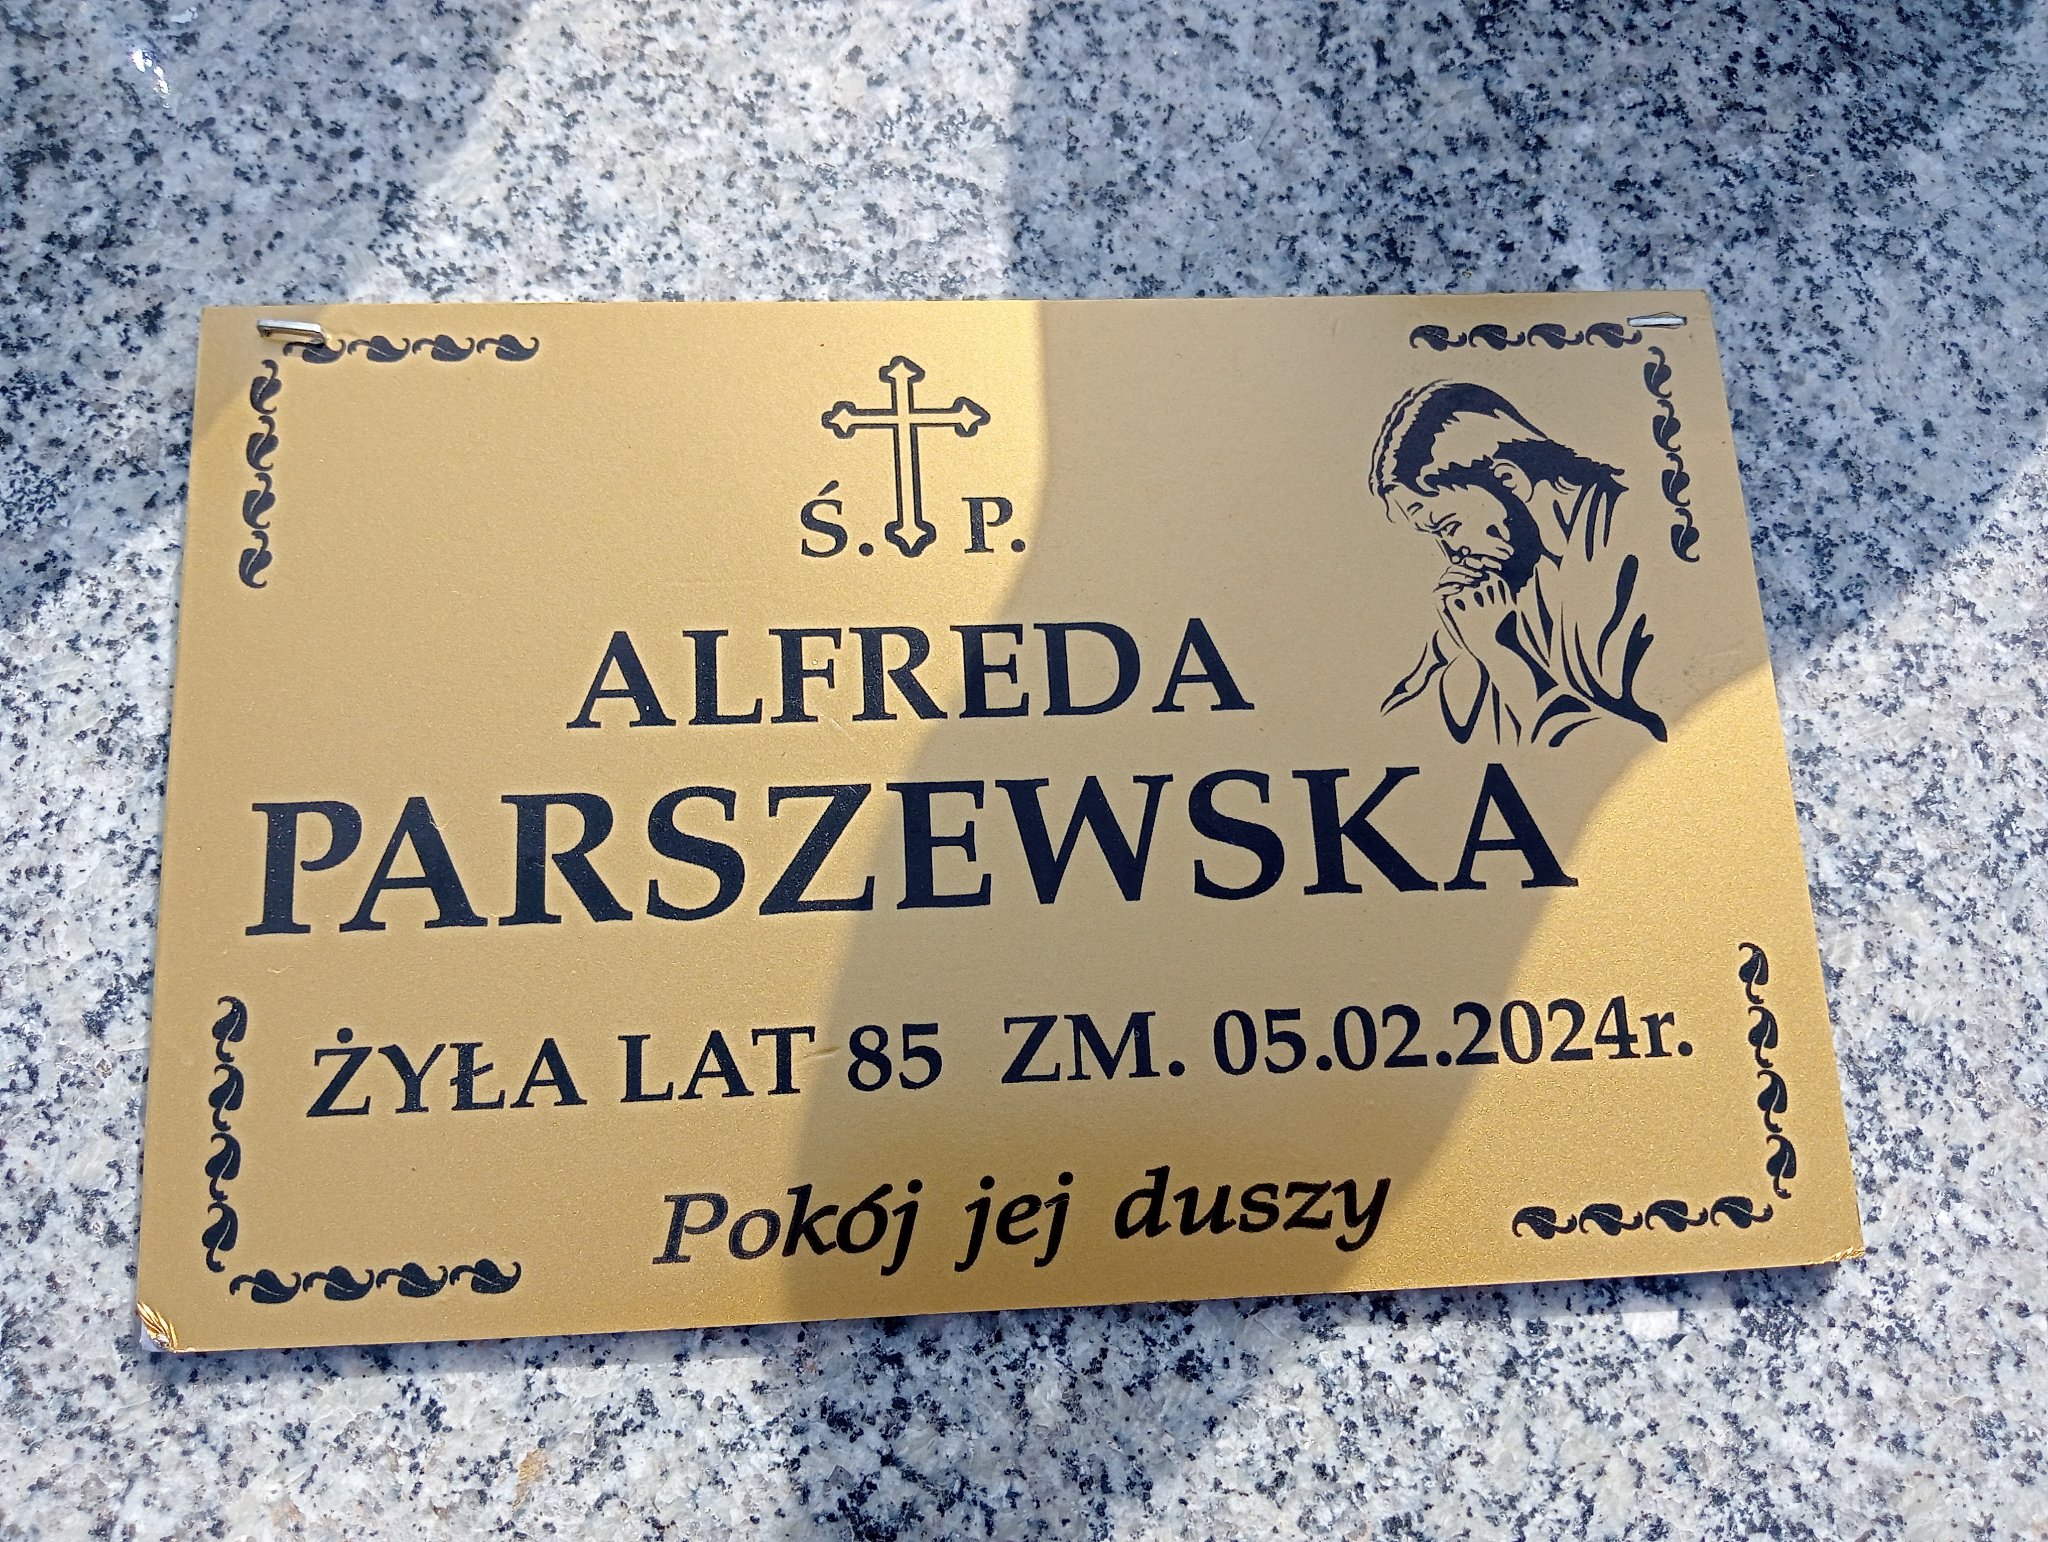 Ś. P.
ALFREDA
PARSZEWSKA
ŻYŁA LAT 85 ZM. 05.02.2024r.
Pokój jej duszy